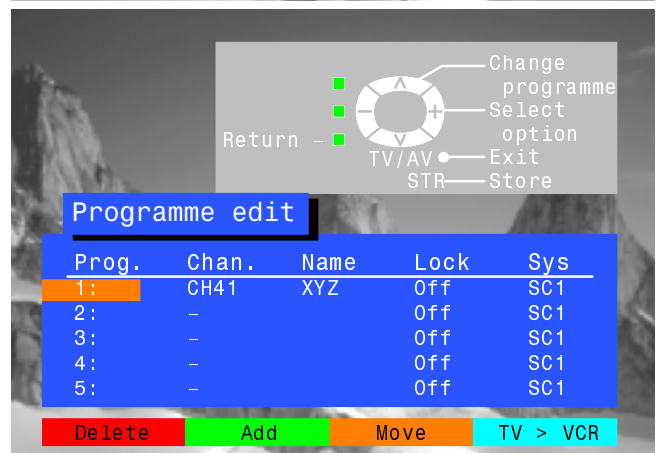 Change
programme
Select
option
Return –
TV/AV Exit
STR Store
Programme edit
Prog. Chan. Name Lock Sys
1: CH41 XYZ Off SC1
2: – Off SC1
3: – Off SC1
4: – Off SC1
5: – Off SC1
Delete Add Move TV > VCR